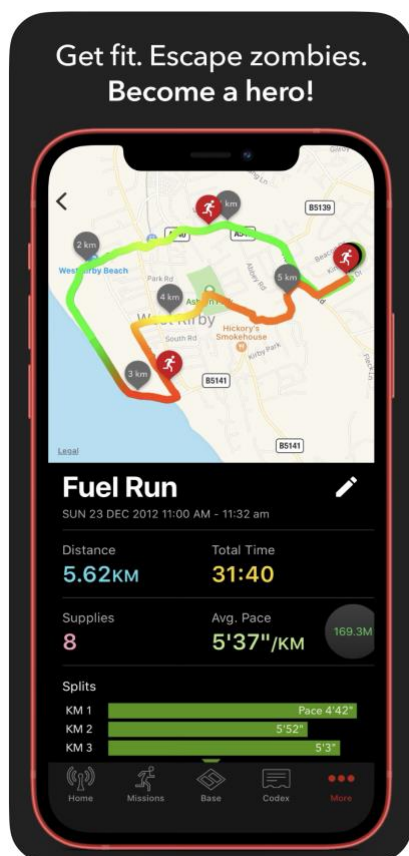 Get fit. Escape zombies.
Become a hero!
B5139
2 km
km
West Kirby Beach
Park Rd
5 km
4 km
West Kirby
Hickory's
Smokehouse
South Rd
Abbey Rd
Kirby Park
3 km
B5141
B5141
Legal
Fuel Run
SUN 23 DEC 2012 11:00 AM - 11:32 am
Distance
Total Time
5.62KM
31:40
Supplies
Avg. Pace
8
5'37"/KM
169.3M
Splits
KM 1
Pace 4'42"
KM 2
5'52"
KM 3
5'3"
Home
Missions
Base
Codex
More